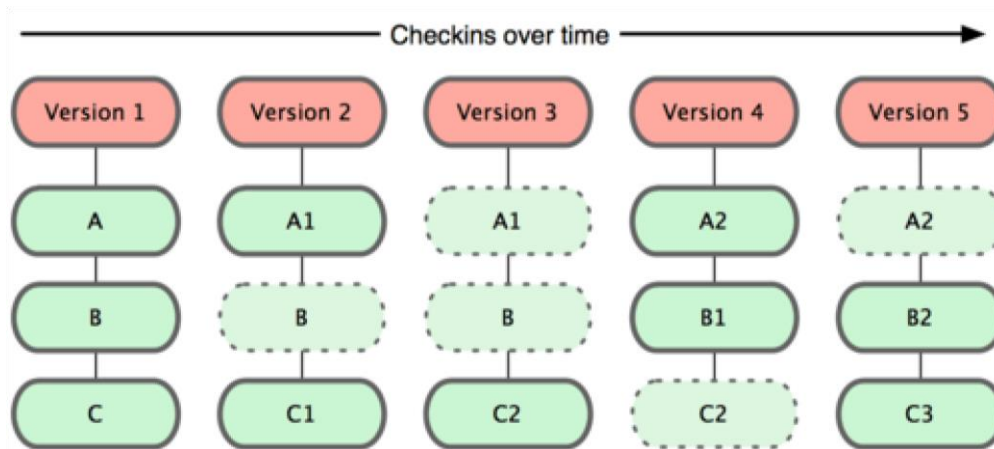 Checkins over time
Version 1 Version 2 Version 3 Version 4 Version 5
A A1 A1 A2 A2
B B B B1 B2
C C1 C2 C2 C3